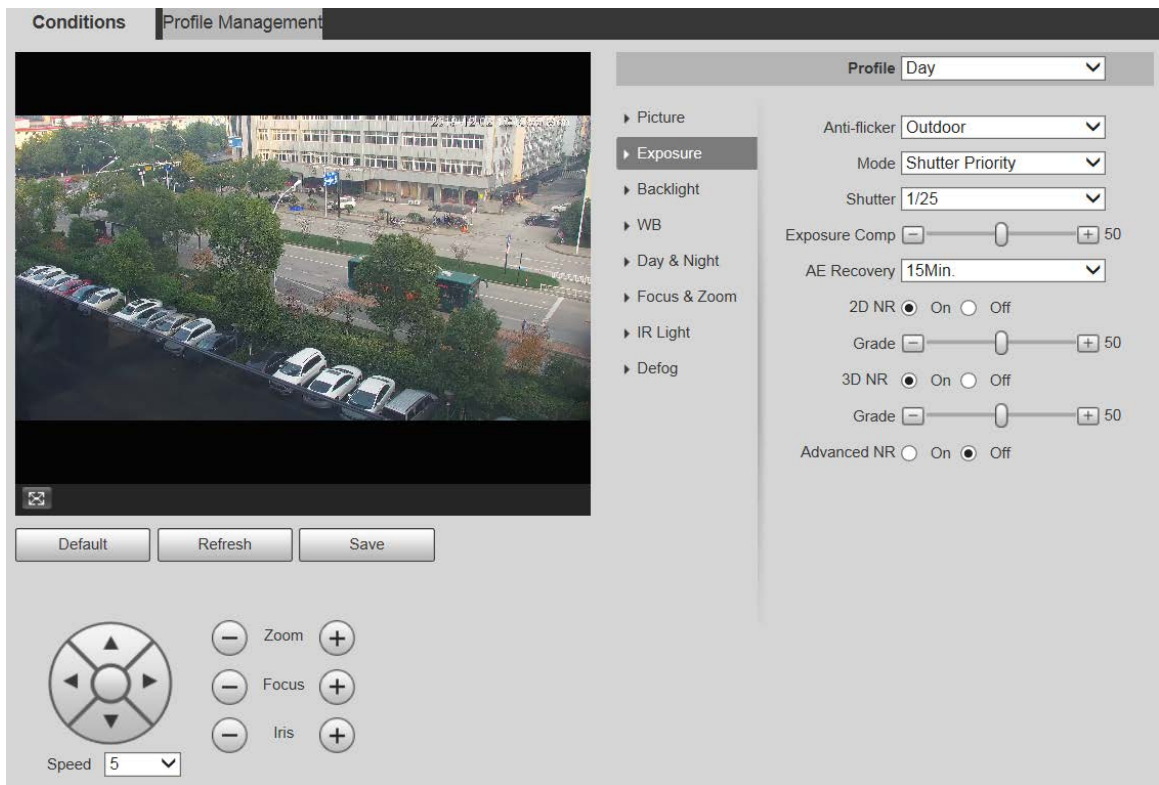 Conditions
Profile Management
Profile Day
Picture
Exposure
Backlight
WB
Day & Night
Focus & Zoom
IR Light
Defog
Anti-flicker Outdoor
Mode Shutter Priority
Shutter 1/25
Exposure Comp 50
AE Recovery 15Min.
2D NR On Off
Grade 50
3D NR On Off
Grade 50
Advanced NR On Off
Default Refresh Save
Zoom
Focus
Iris
Speed 5